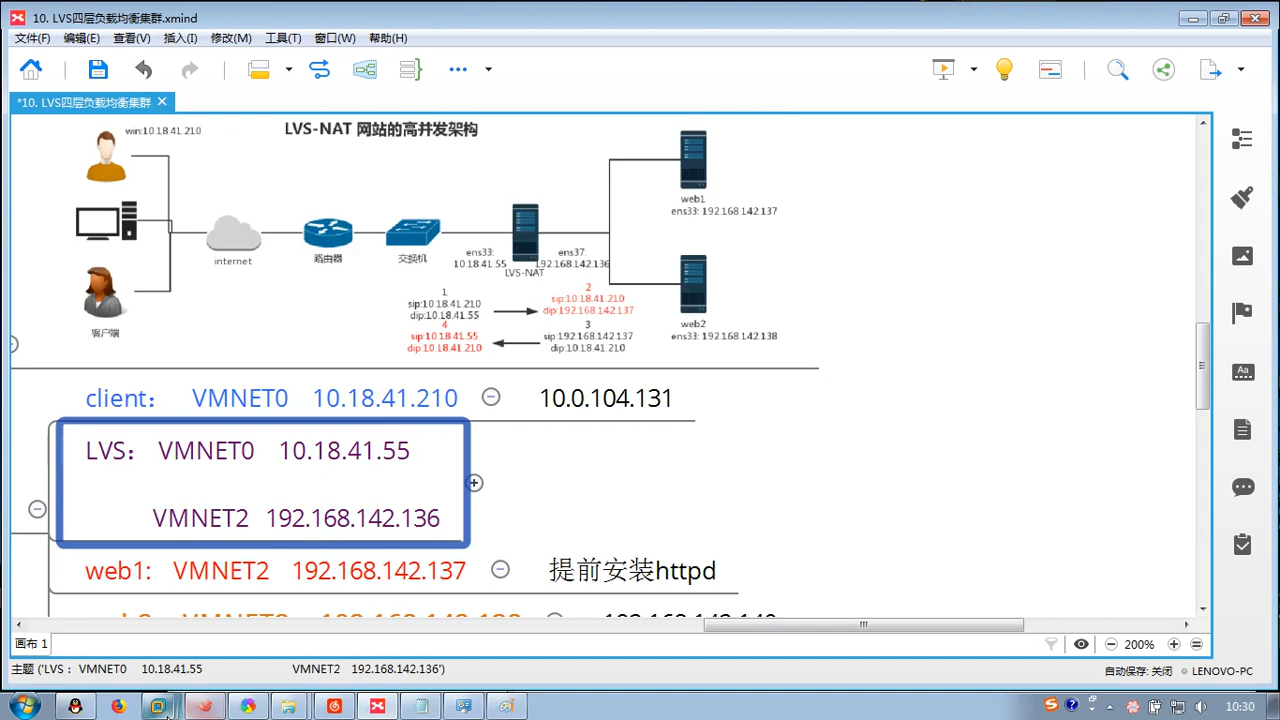 10. LVS四层负载均衡集群.xmind
文件(F) 编辑(E) 查看(V) 插入(I) 修改(M) 工具(T) 窗口(W) 帮助(H)
*10. LVS四层负载均衡集群
LVS-NAT 网站的高并发架构
win:10.18.41.210
web1
ens33: 192.168.142.137
internet
路由器
交换机
ens33:
10.18.41.55
ens37:
192.168.142.136
LVS-NAT
客户端
web2
ens33: 192.168.142.138
1
sip:10.18.41.210
dip:10.18.41.55
2
sip:10.18.41.210
dip:192.168.142.137
4
sip:10.18.41.55
dip:10.18.41.210
3
sip:192.168.142.137
dip:10.18.41.210
client: VMNET0 10.18.41.210 10.0.104.131
LVS: VMNET0 10.18.41.55
VMNET2 192.168.142.136
web1: VMNET2 192.168.142.137 提前安装httpd
画布 1
200%
主题 ('LVS : VMNET0 10.18.41.55 VMNET2 192.168.142.136')
自动保存: 关闭 LENOVO-PC
10:30